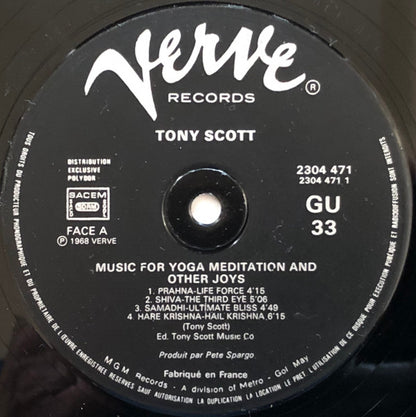 Verve ®
RECORDS
TONY SCOTT
DISTRIBUTION
EXCLUSIVE
POLYDOR
SACEM
SDRM
FACE A
℗ 1968 VERVE
2304 471
2304 471 1
GU
33
MUSIC FOR YOGA MEDITATION AND
OTHER JOYS
1. PRAHNA-LIFE FORCE 4'15
2. SHIVA-THE THIRD EYE 5'06
3. SAMADHI-ULTIMATE BLISS 4'49
4. HARE KRISHNA-HAIL KRISHNA 6'15
(Tony Scott)
Ed. Tony Scott Music Co
Produit par Pete Spargo
Fabriqué en France
M G M Records - A division of Metro - Gol May
TOUS DROITS DU PRODUCTEUR PHONOGRAPHIQUE ET DU PROPRIETAIRE DE L'OEUVRE ENREGISTREE RESERVES SAUF AUTORISATION LA DUPLICATION LA LOCATION LE PRET L'UTILISATION DE CE DISQUE POUR EXECUTION PUBLIQUE ET RADIODIFFUSION SONT INTERDITS